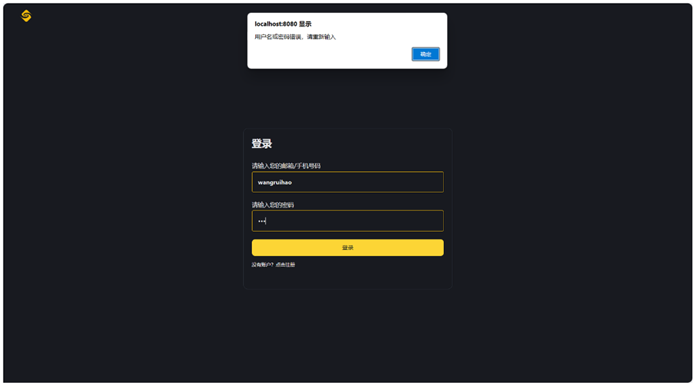 localhost:8080 显示
用户名或密码错误，请重新输入
确定
登录
请输入您的邮箱/手机号码
wangruihao
请输入您的密码
•••
登录
没有账户? 点击注册